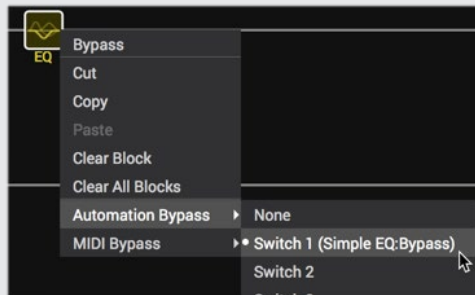 EQ
Bypass
Cut
Copy
Paste
Clear Block
Clear All Blocks
Automation Bypass
None
MIDI Bypass
Switch 1 (Simple EQ:Bypass)
Switch 2